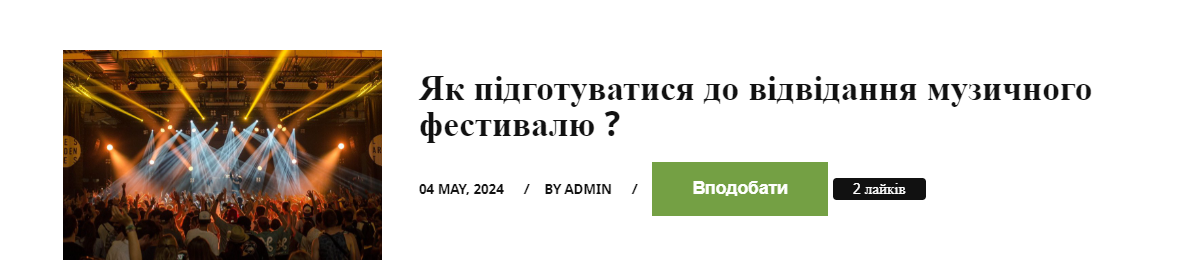 Як підготуватися до відвідання музичного
фестивалю ?
04 MAY, 2024 / BY ADMIN / Вподобати 2 лайків